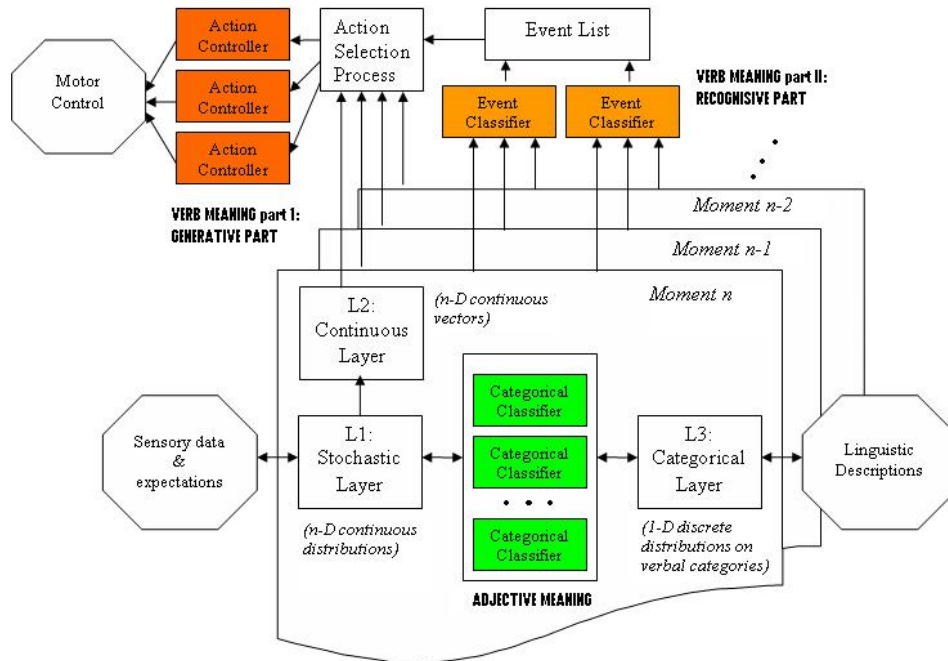 Action
Controller
Action
Selection
Process
Event List
Motor
Control
Action
Controller
Action
Controller
Event
Classifier
Event
Classifier
VERB MEANING part II:
RECOGNISIVE PART
VERB MEANING part 1:
GENERATIVE PART
Moment n-2
Moment n-1
Moment n
L2:
Continuous
Layer
(n-D continuous
vectors)
Categorical
Classifier
Sensory data
&
expectations
L1:
Stochastic
Layer
Categorical
Classifier
L3:
Categorical
Layer
Linguistic
Descriptions
(n-D continuous
distributions)
Categorical
Classifier
(1-D discrete
distributions on
verbal categories)
ADJECTIVE MEANING